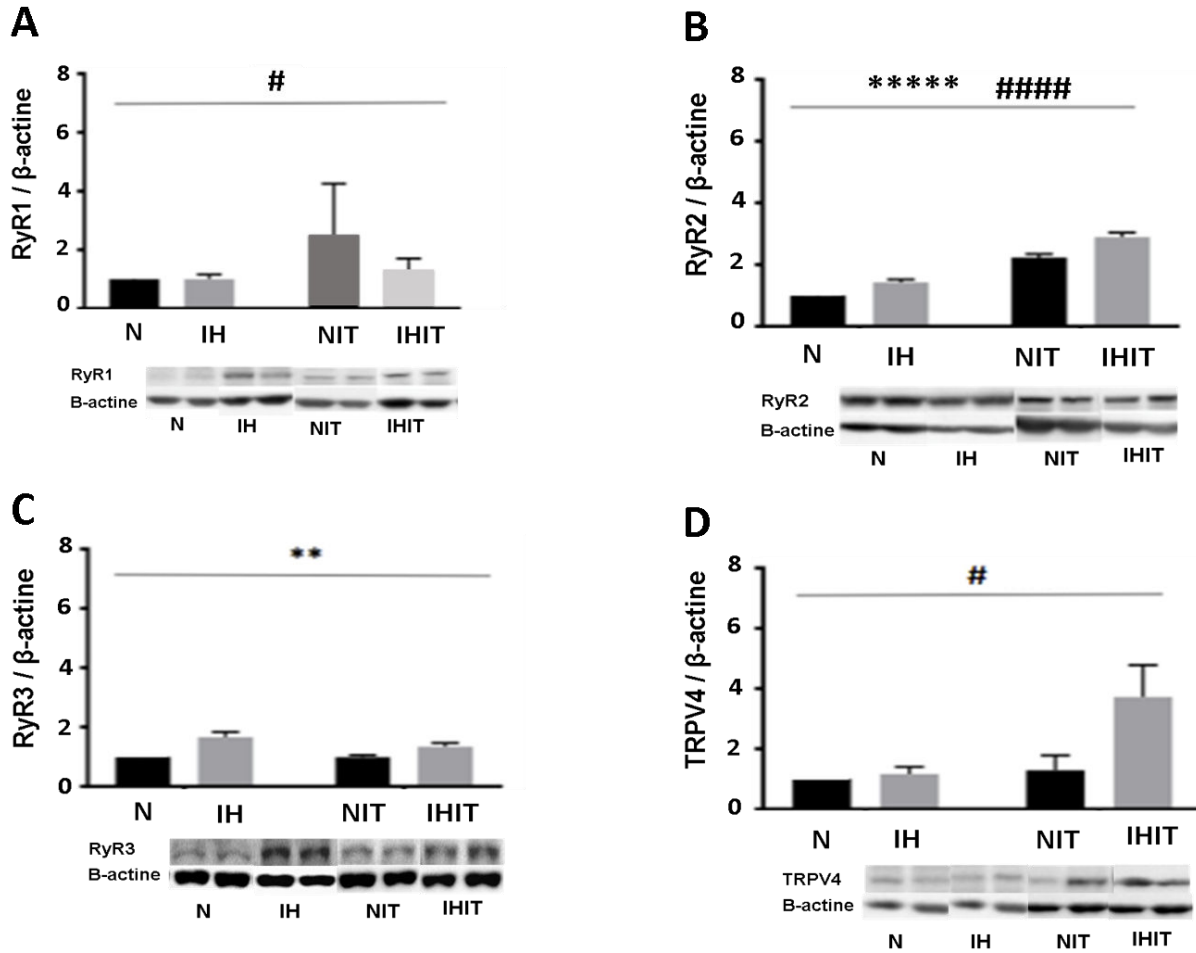 A
RyR1 / β-actine
8
6
4
2
0
#
N IH NIT IHIT
RyR1
B-actine
N IH NIT IHIT
B
RyR2 / β-actine
8
6
4
2
0
***** ####
N IH NIT IHIT
RyR2
B-actine
N IH NIT IHIT
C
RyR3 / β-actine
8
6
4
2
0
**
N IH NIT IHIT
RyR3
B-actine
N IH NIT IHIT
D
TRPV4 / β-actine
8
6
4
2
0
#
N IH NIT IHIT
TRPV4
B-actine
N IH NIT IHIT